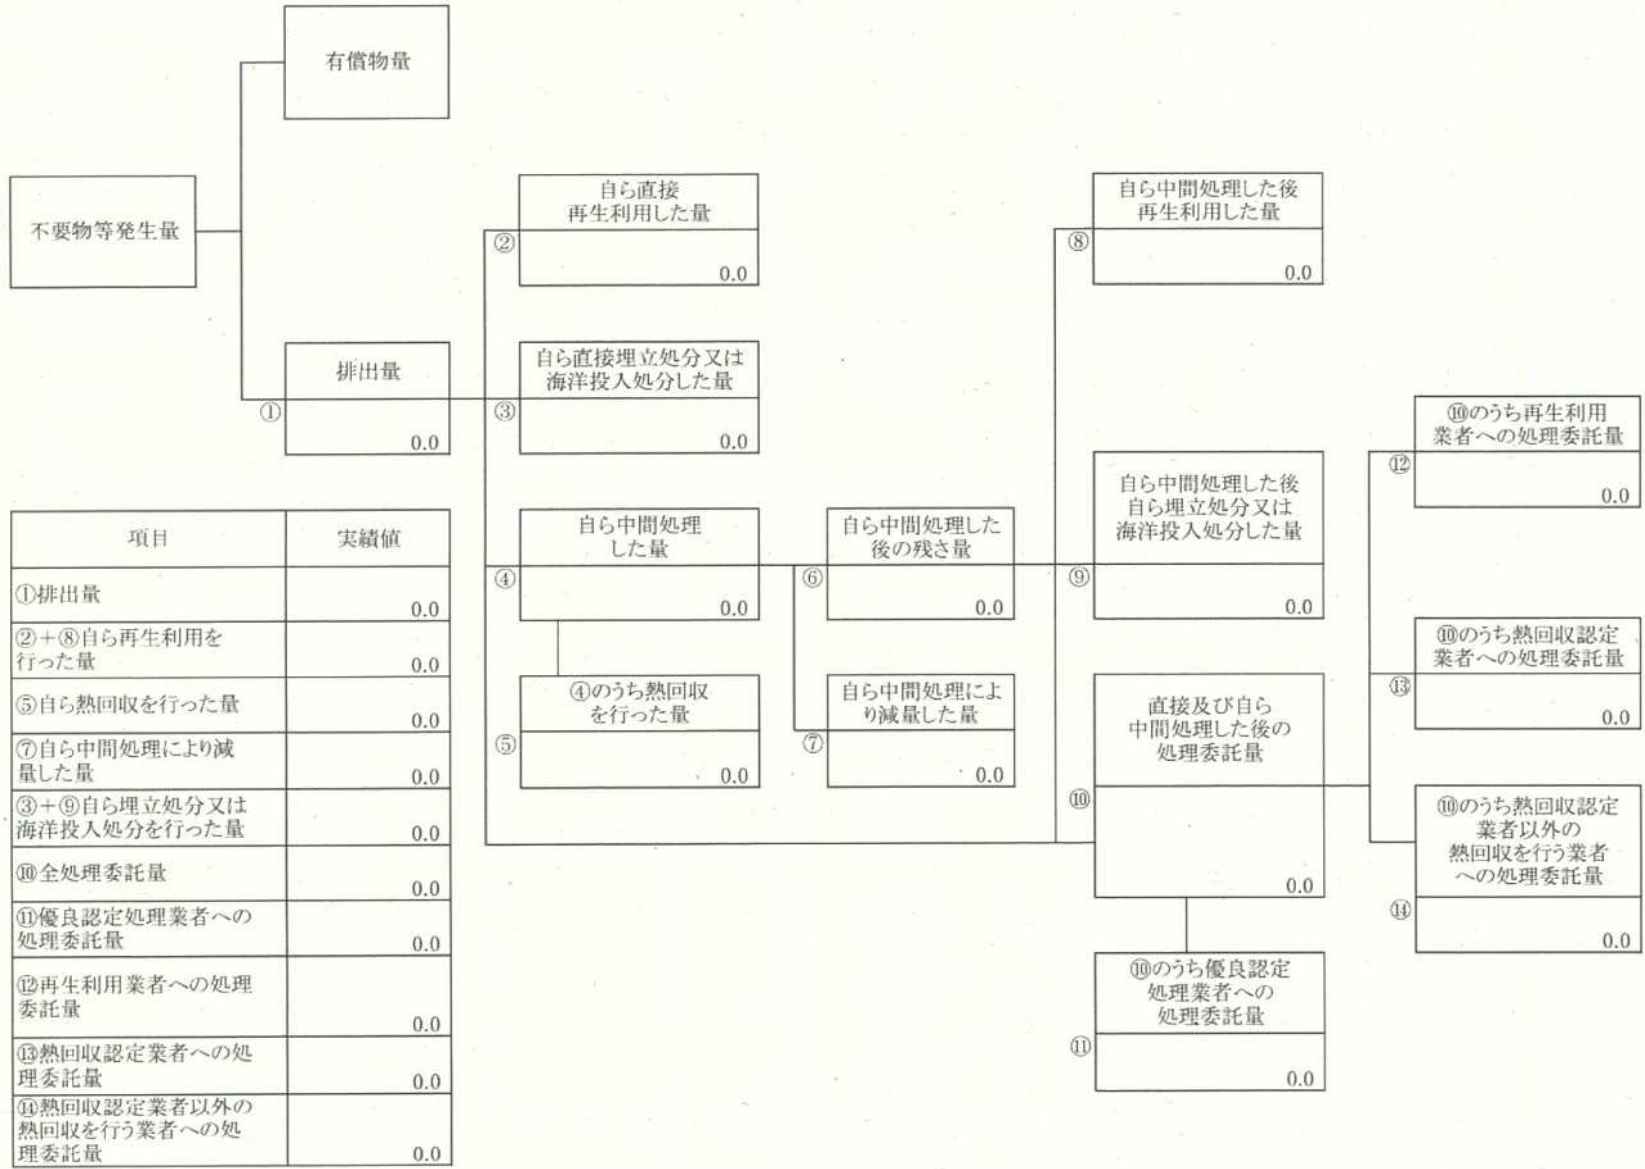 有償物量
不要物等発生量
排出量
①
0.0
自ら直接
再生利用した量
②
0.0
自ら直接埋立処分又は
海洋投入処分した量
③
0.0
自ら中間処理
した量
④
0.0
④のうち熱回収
を行った量
⑤
0.0
自ら中間処理した
後の残さ量
⑥
0.0
自ら中間処理によ
り減量した量
⑦
0.0
自ら中間処理した後
再生利用した量
⑧
0.0
自ら中間処理した後
自ら埋立処分又は
海洋投入処分した量
⑨
0.0
直接及び自ら
中間処理した後の
処理委託量
⑩
0.0
⑩のうち優良認定
処理業者への
処理委託量
⑪
0.0
⑩のうち再生利用
業者への処理委託量
⑫
0.0
⑩のうち熱回収認定
業者への処理委託量
⑬
0.0
⑩のうち熱回収認定
業者以外の
熱回収を行う業者
への処理委託量
⑭
0.0
項目 実績値
①排出量
0.0
②+⑧自ら再生利用を
行った量
0.0
⑤自ら熱回収を行った量
0.0
⑦自ら中間処理により減
量した量
0.0
③+⑨自ら埋立処分又は
海洋投入処分を行った量
0.0
⑩全処理委託量
0.0
⑪優良認定処理業者への
処理委託量
0.0
⑫再生利用業者への処理
委託量
0.0
⑬熱回収認定業者への処
理委託量
0.0
⑭熱回収認定業者以外の
熱回収を行う業者への処
理委託量
0.0